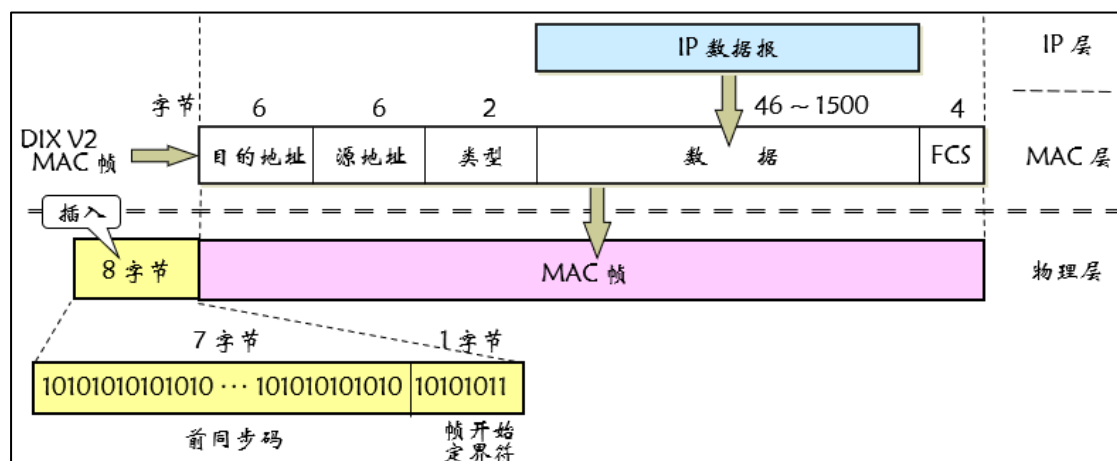 IP 数据报
IP 层
字节 6 6 2 46 ~ 1500 4
DIX V2
MAC 帧
目的地址 源地址 类型 数 据 FCS
MAC 层
插入
8 字节
MAC 帧
物理层
7 字节 1 字节
10101010101010 ··· 101010101010 10101011
前同步码
帧开始
定界符